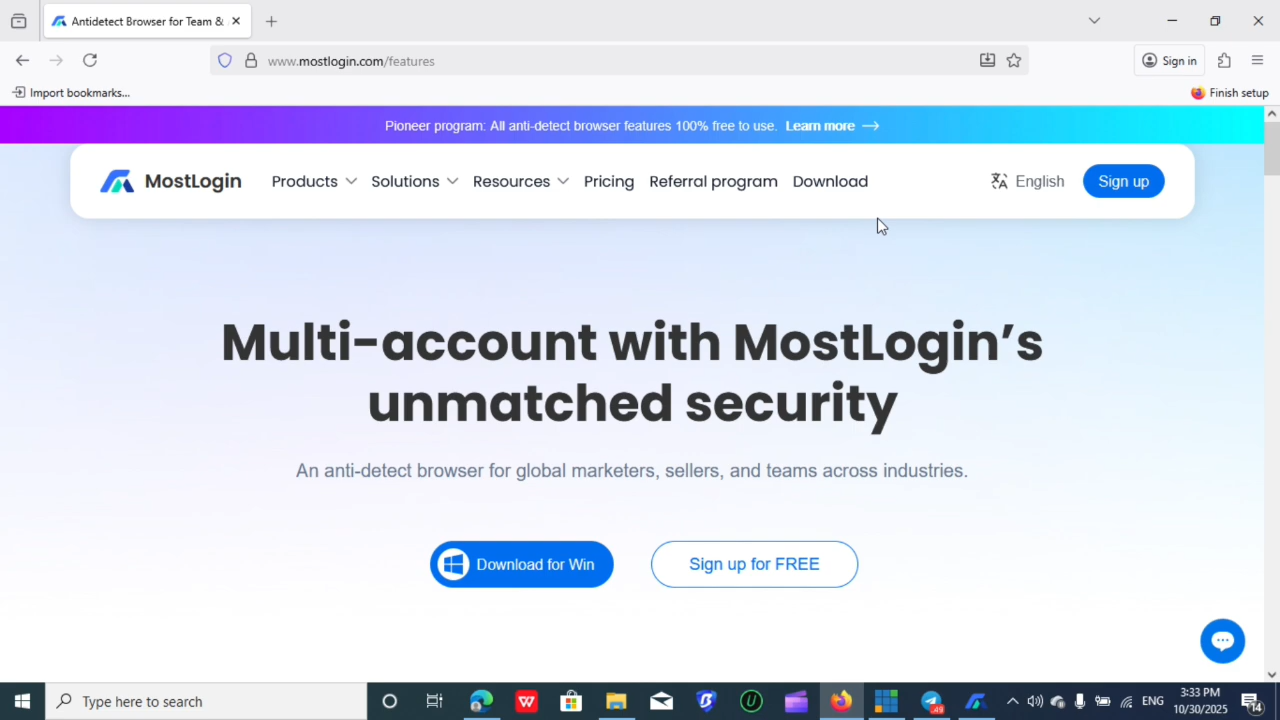 Antidetect Browser for Team &
www.mostlogin.com/features
Sign in
Import bookmarks...
Finish setup
Pioneer program: All anti-detect browser features 100% free to use. Learn more →
MostLogin
Products
Solutions
Resources
Pricing
Referral program
Download
English
Sign up
Multi-account with MostLogin’s
unmatched security
An anti-detect browser for global marketers, sellers, and teams across industries.
Download for Win
Sign up for FREE
Type here to search
W
U
49
ENG
3:33 PM
10/30/2025
14